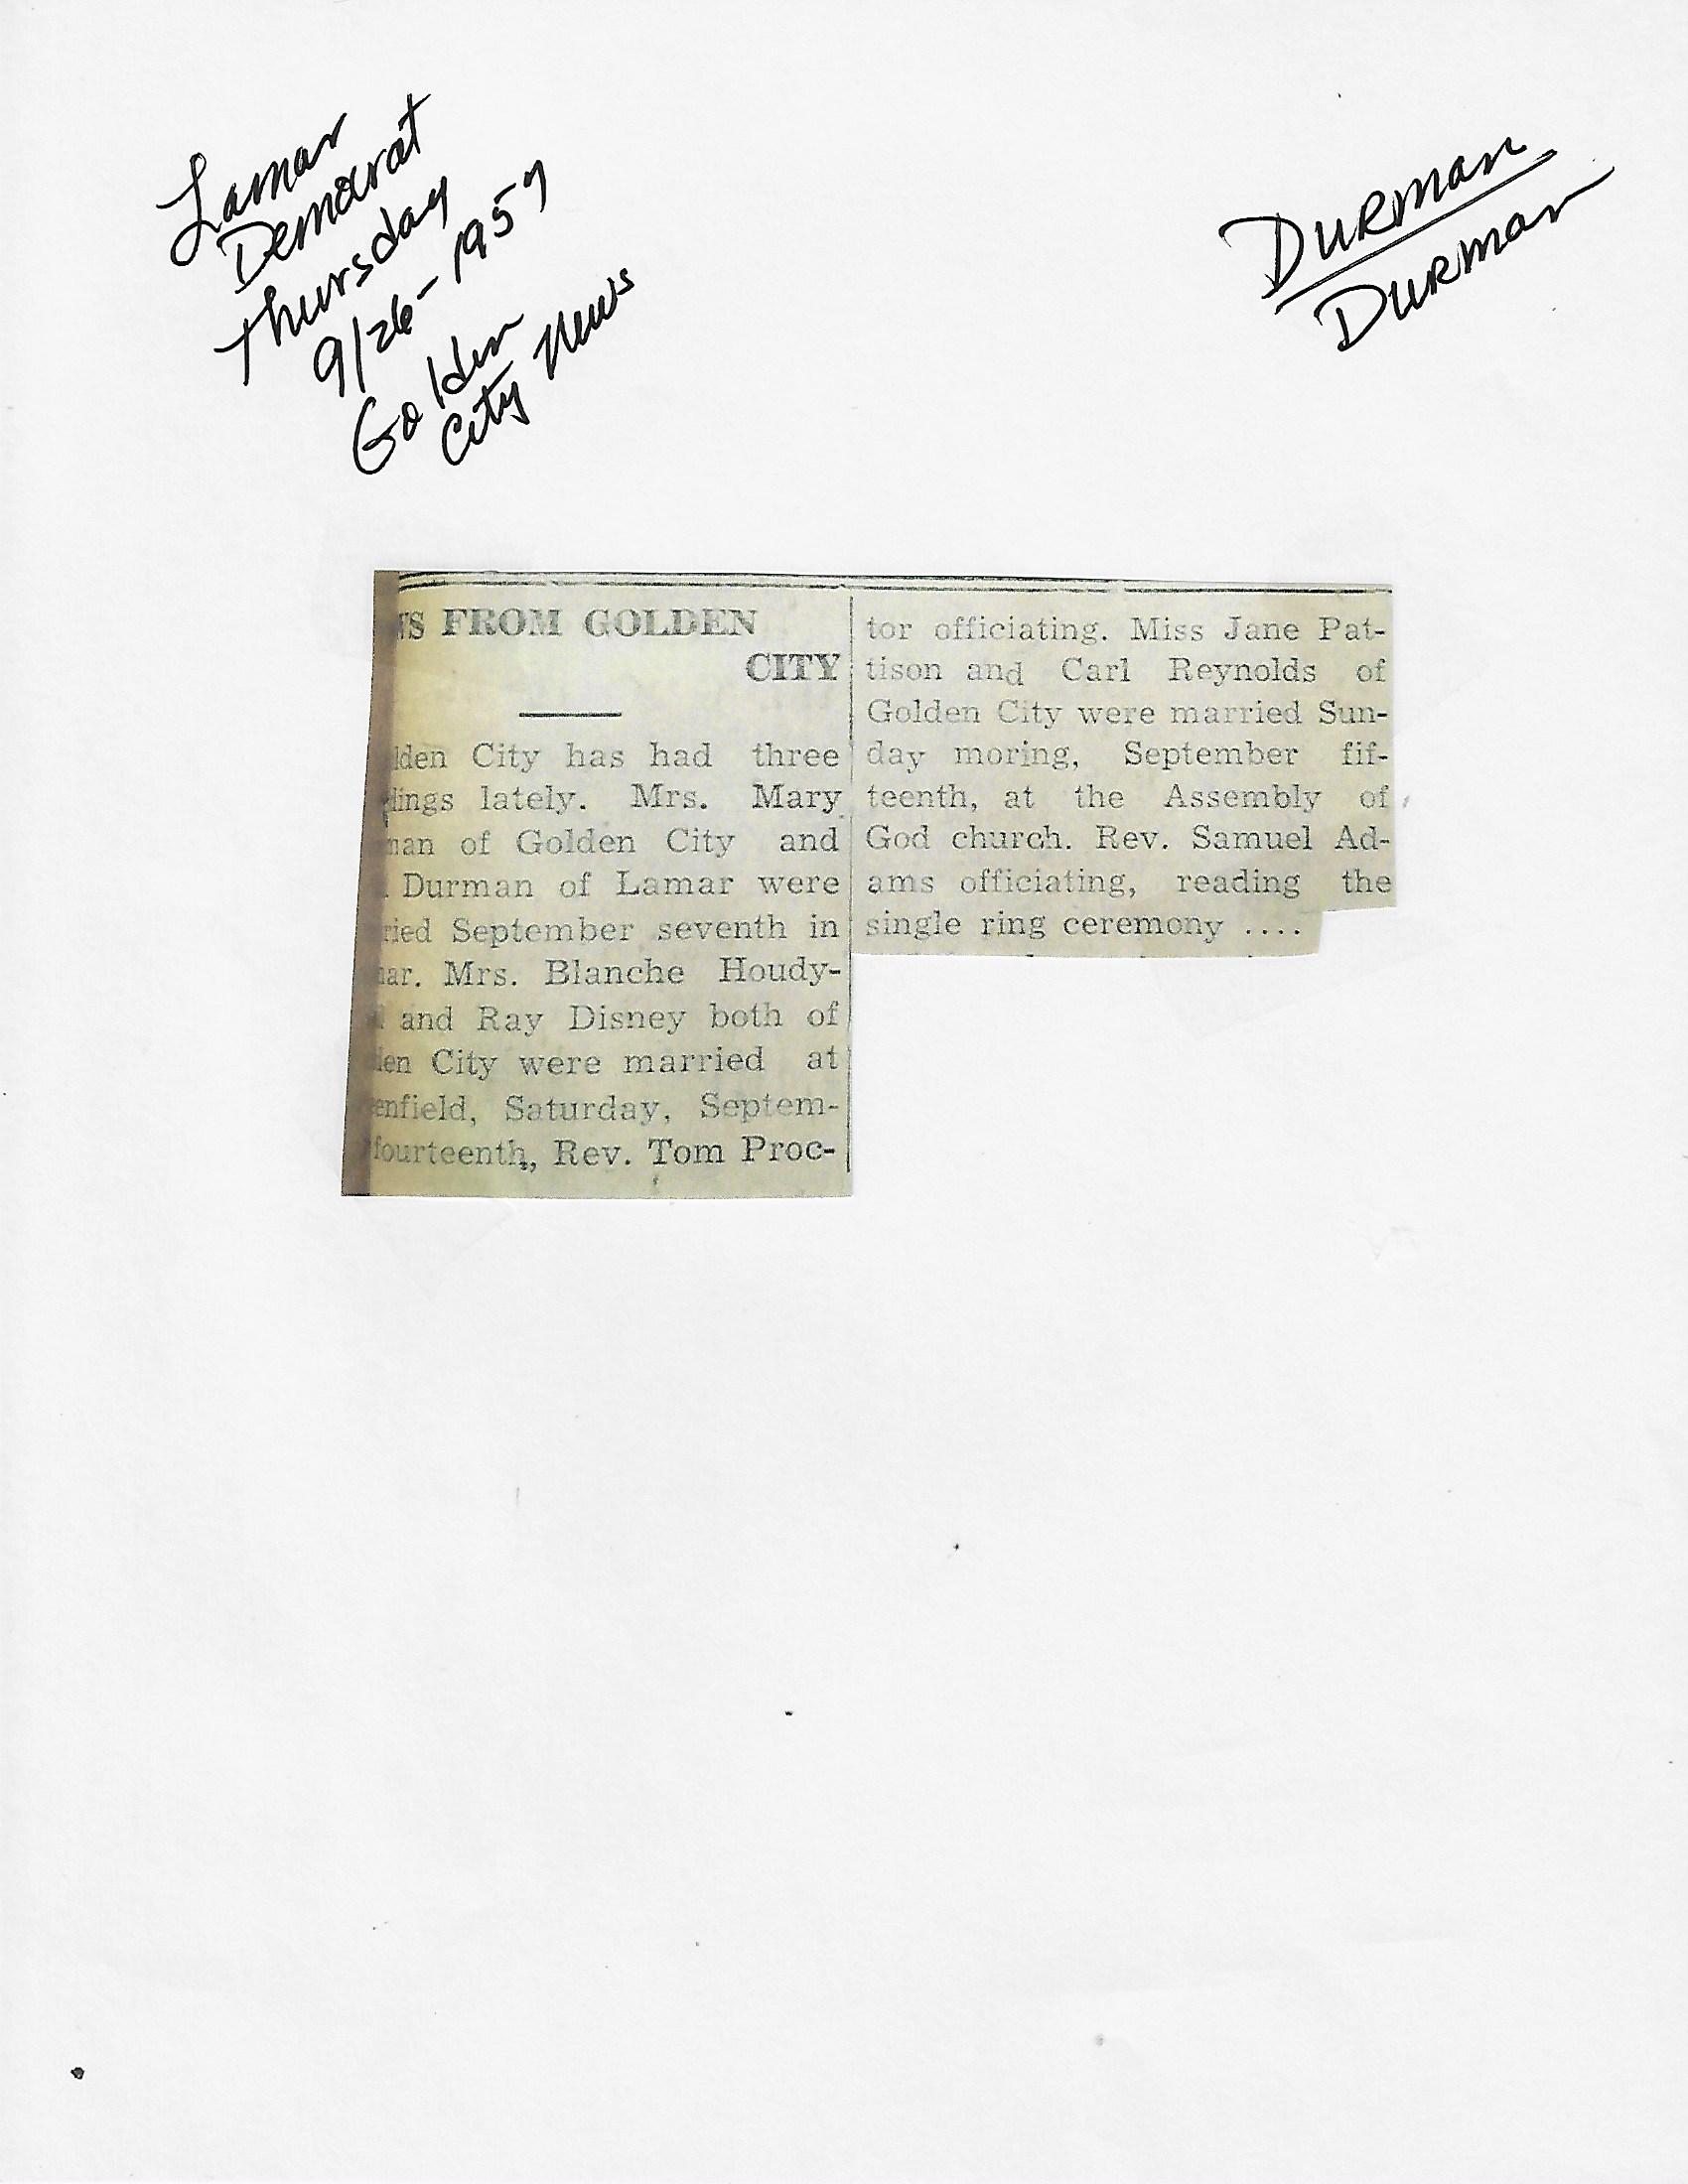 Lamar
Democrat
Thursday
9/26-1957
Golden
City News
Durman
Durman
WS FROM GOLDEN
CITY
lden City has had three
dings lately. Mrs. Mary
man of Golden City and
. Durman of Lamar were
ried September seventh in
mar. Mrs. Blanche Houdy-
and Ray Disney both of
den City were married at
enfield, Saturday, Septem-
fourteenth, Rev. Tom Proc-
tor officiating. Miss Jane Pat-
tison and Carl Reynolds of
Golden City were married Sun-
day moring, September fif-
teenth, at the Assembly of
God church. Rev. Samuel Ad-
ams officiating, reading the
single ring ceremony ....